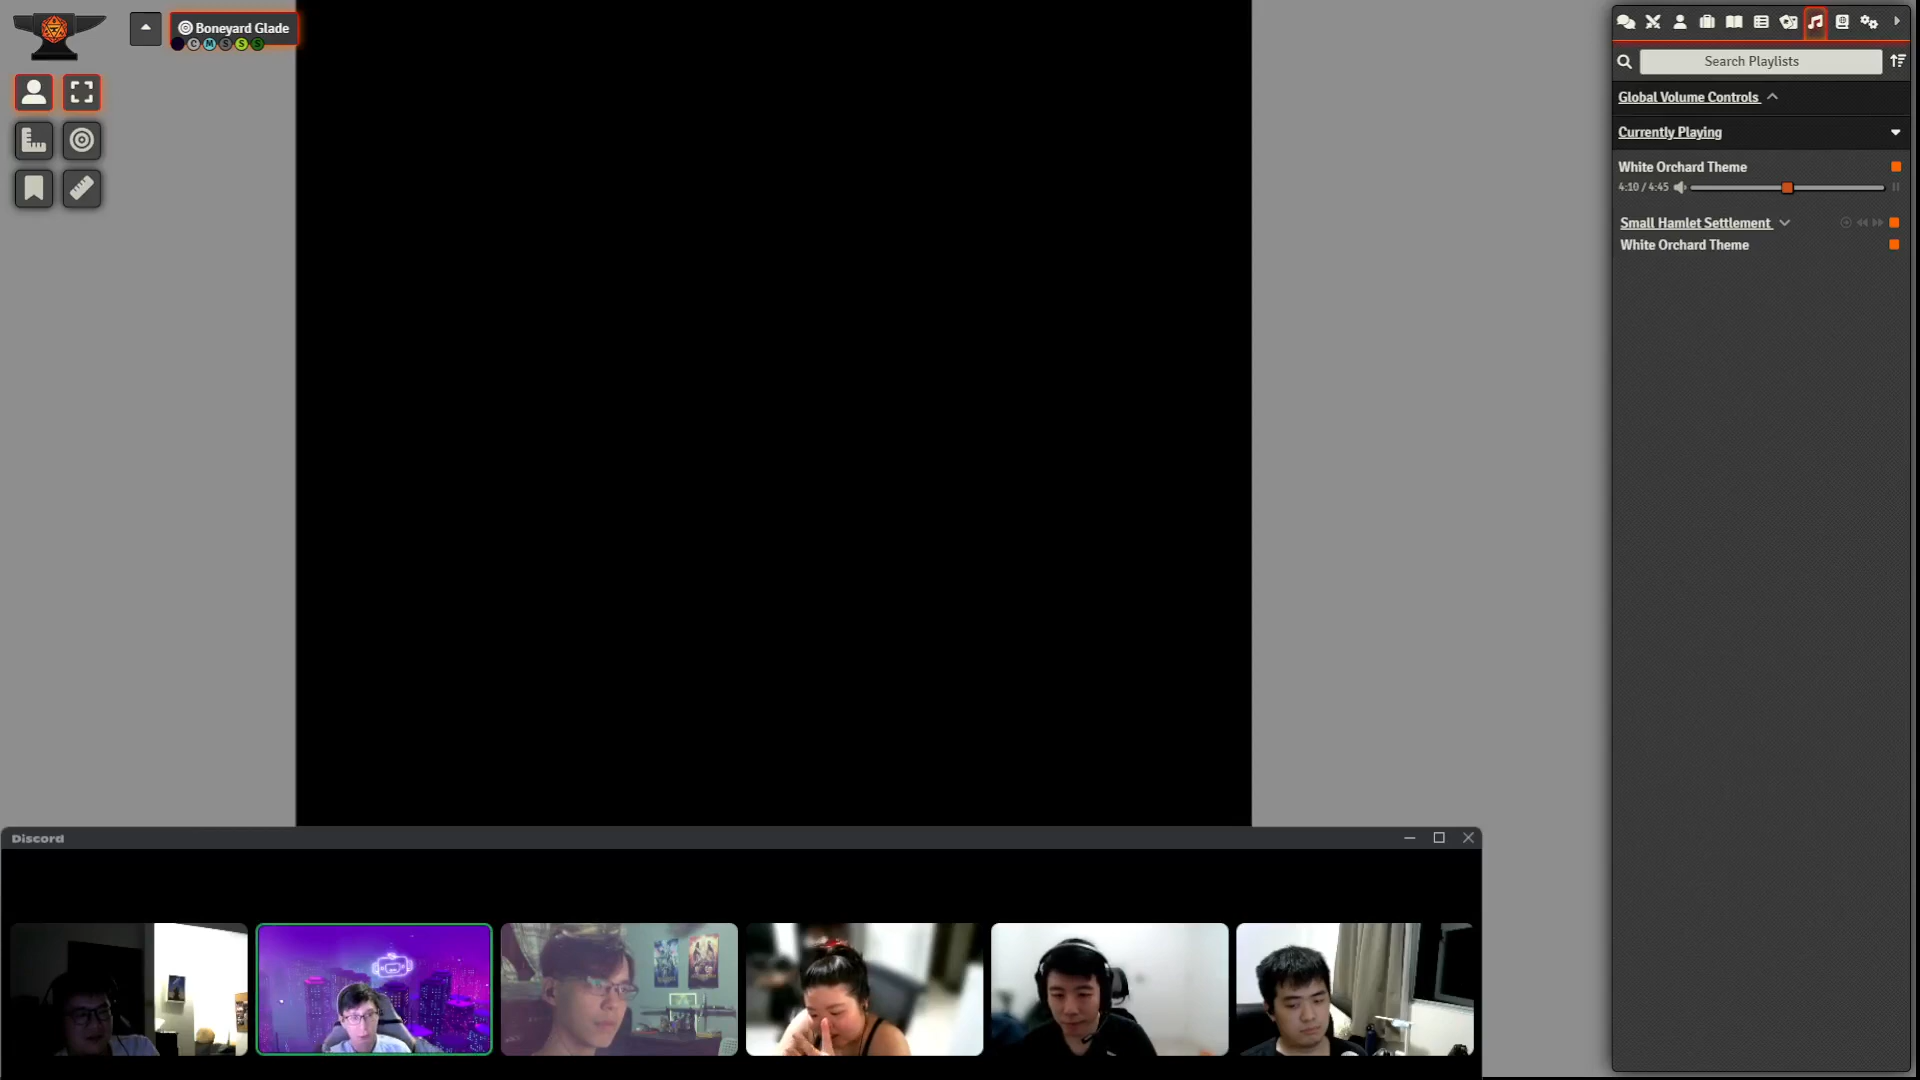 Boneyard Glade
C M S S S
Search Playlists
Global Volume Controls
Currently Playing
White Orchard Theme
4:10 / 4:45
Small Hamlet Settlement
White Orchard Theme
Discord